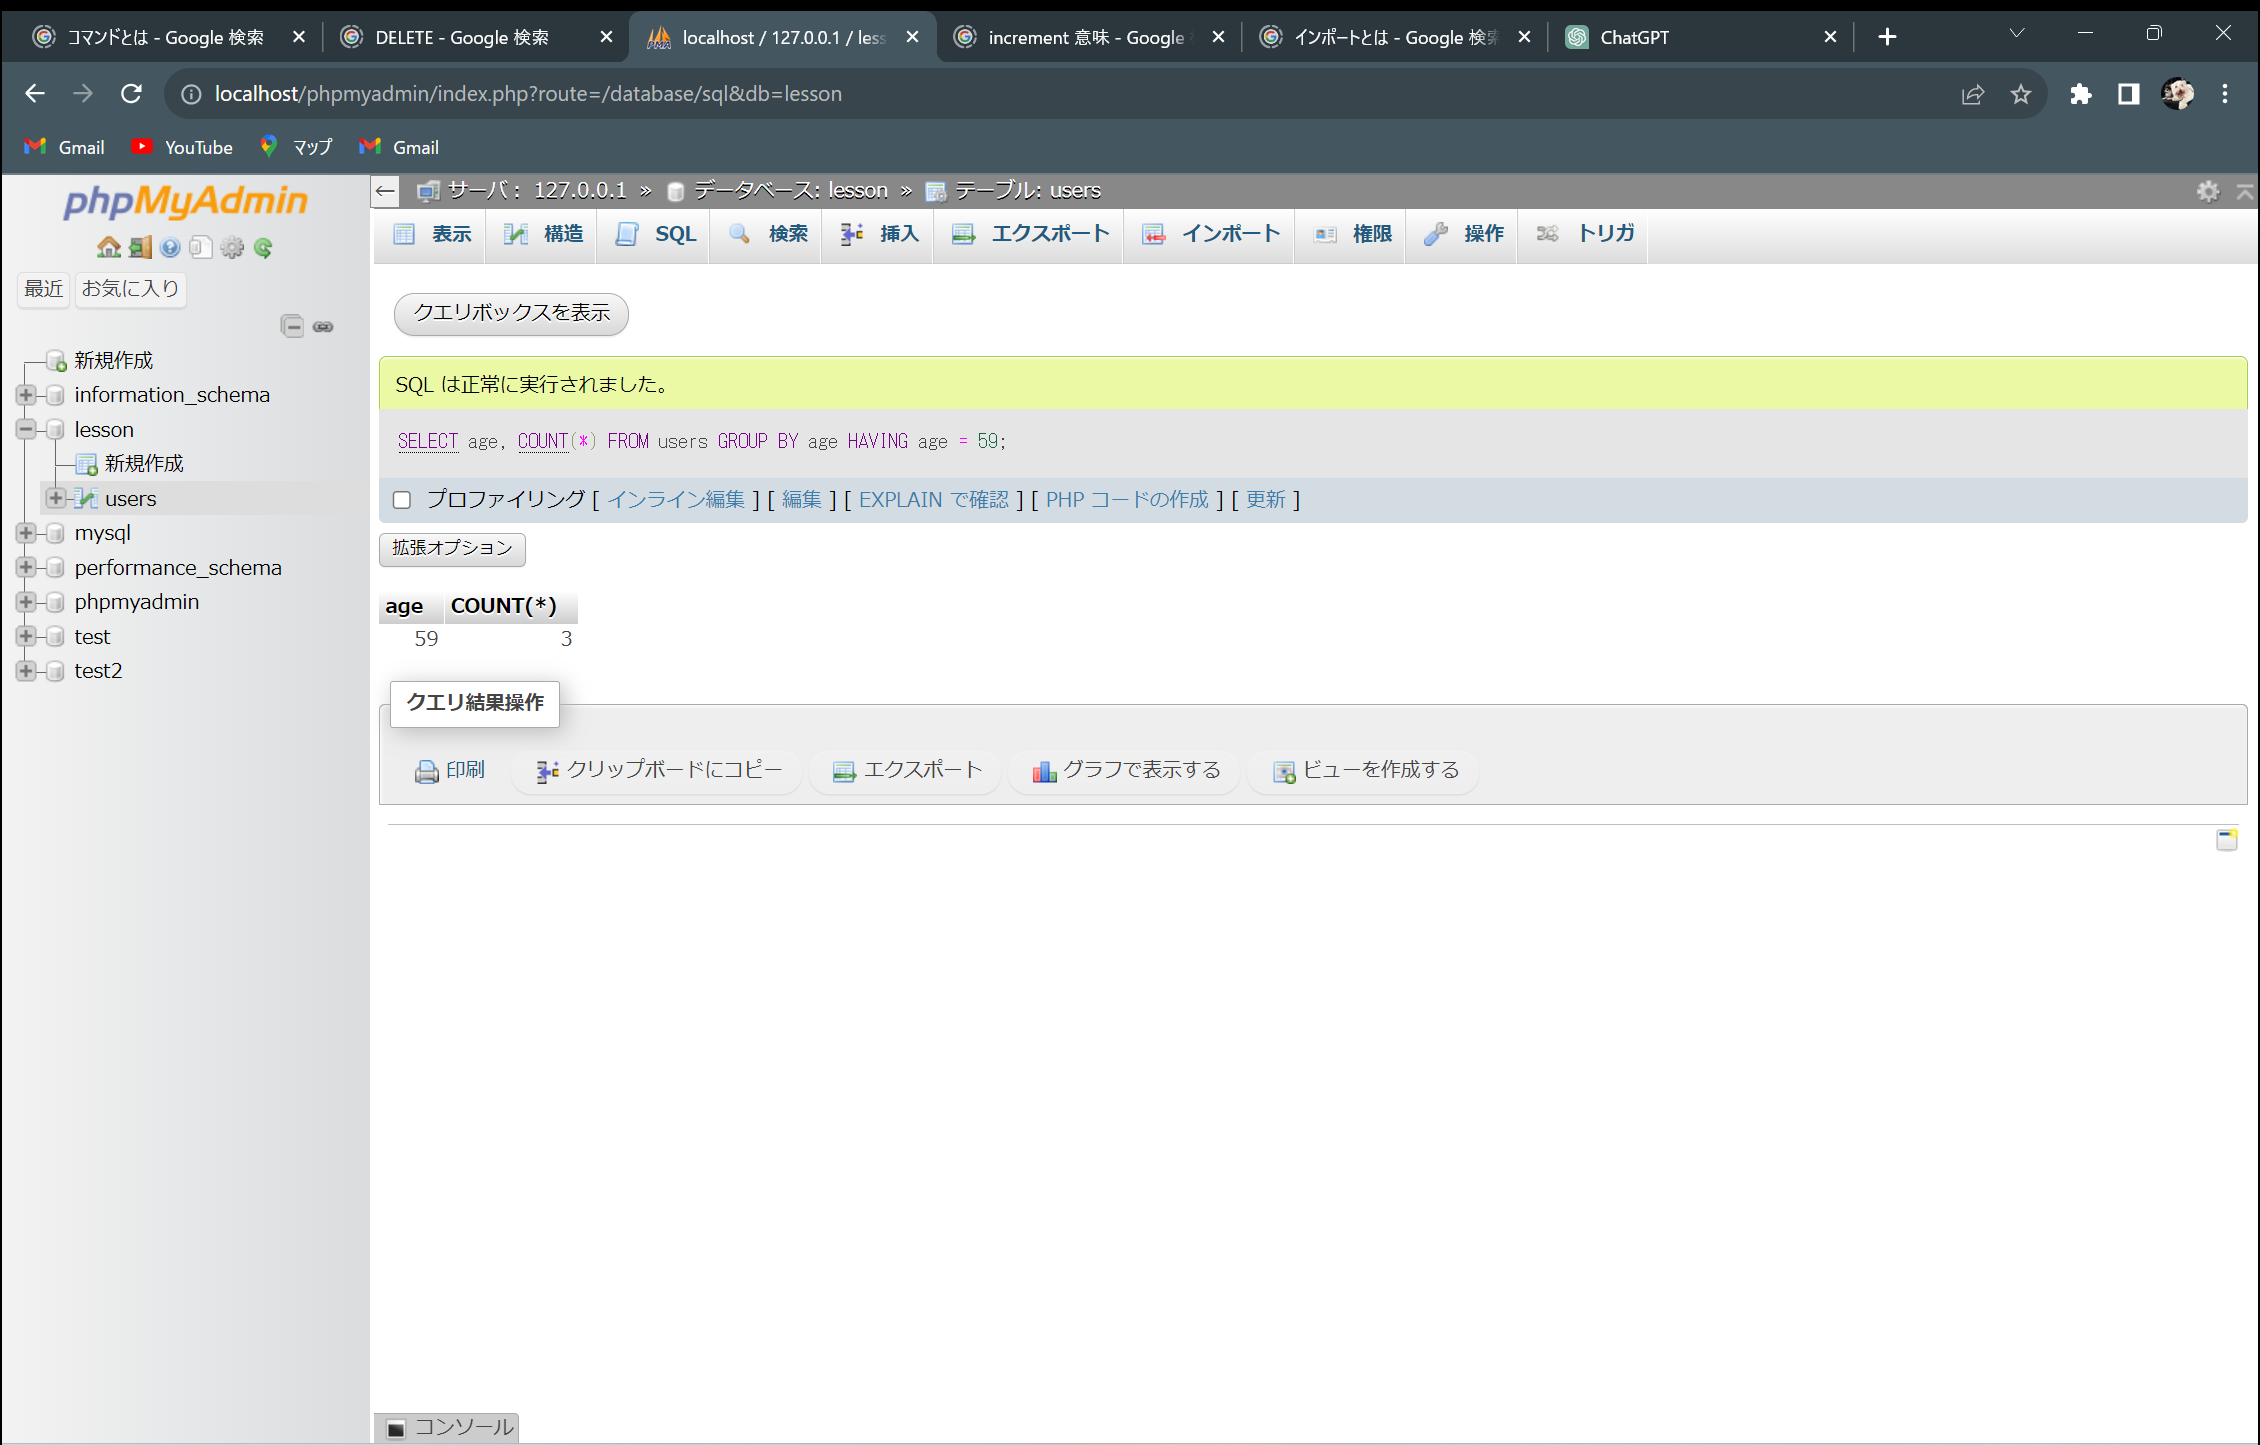 コマンドとは - Google 検索
DELETE - Google 検索
localhost / 127.0.0.1 / less
increment 意味 - Google
インポートとは - Google 検索
ChatGPT
localhost/phpmyadmin/index.php?route=/database/sql&db=lesson
Gmail YouTube マップ Gmail
phpMyAdmin
最近 お気に入り
新規作成
information_schema
lesson
新規作成
users
mysql
performance_schema
phpmyadmin
test
test2
サーバ: 127.0.0.1 » データベース: lesson » テーブル: users
表示 構造 SQL 検索 挿入 エクスポート インポート 権限 操作 トリガ
クエリボックスを表示
SQL は正常に実行されました。
SELECT age, COUNT(*) FROM users GROUP BY age HAVING age = 59;
プロファイリング [ インライン編集 ] [ 編集 ] [ EXPLAIN で確認 ] [ PHP コードの作成 ] [ 更新 ]
拡張オプション
age COUNT(*)
59 3
クエリ結果操作
印刷 クリップボードにコピー エクスポート グラフで表示する ビューを作成する
コンソール